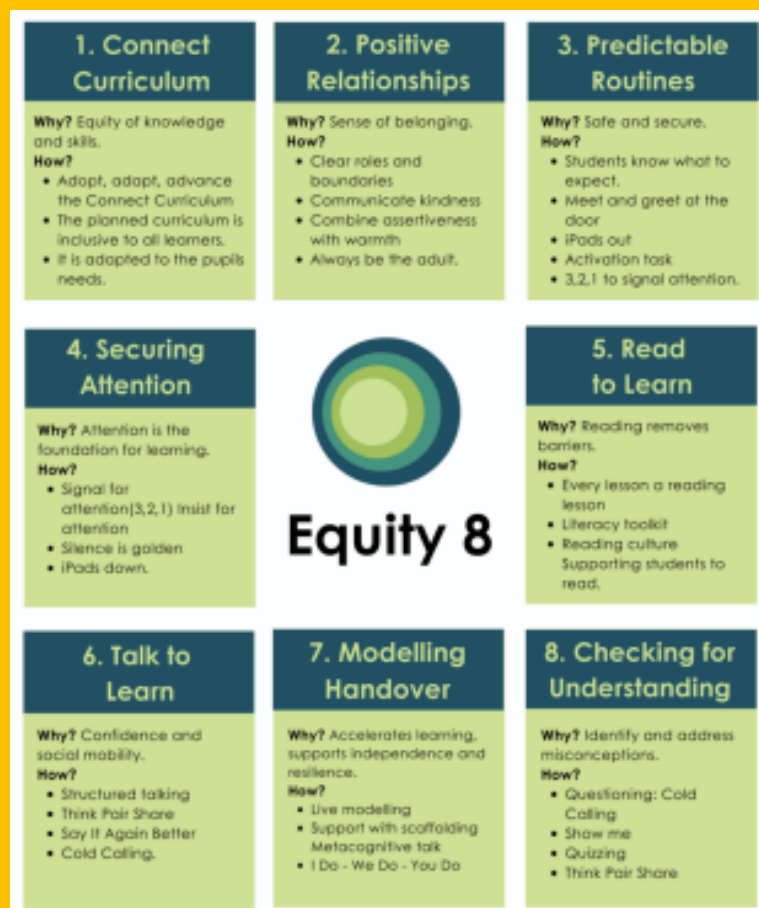 1. Connect
Curriculum
Why? Equity of knowledge
and skills.
How?
• Adopt, adapt, advance
the Connect Curriculum
• The planned curriculum is
inclusive to all learners.
• It is adapted to the pupils
needs.
2. Positive
Relationships
Why? Sense of belonging.
How?
• Clear roles and
boundaries
• Communicate kindness
• Combine assertiveness
with warmth
• Always be the adult.
3. Predictable
Routines
Why? Safe and secure.
How?
• Students know what to
expect.
• Meet and greet at the
door
• iPads out
• Activation task
• 3,2,1 to signal attention.
4. Securing
Attention
Why? Attention is the
foundation for learning.
How?
• Signal for
attention(3,2,1) Insist for
attention
• Silence is golden
• iPads down.
Equity 8
5. Read
to Learn
Why? Reading removes
barriers.
How?
• Every lesson a reading
lesson
• Literacy toolkit
• Reading culture
Supporting students to
read.
6. Talk to
Learn
Why? Confidence and
social mobility.
How?
• Structured talking
• Think Pair Share
• Say It Again Better
• Cold Calling.
7. Modelling
Handover
Why? Accelerates learning,
supports independence and
resilience.
How?
• Live modelling
• Support with scaffolding
Metacognitive talk
• I Do - We Do - You Do
8. Checking for
Understanding
Why? Identify and address
misconceptions.
How?
• Questioning: Cold
Calling
• Show me
• Quizzing
• Think Pair Share